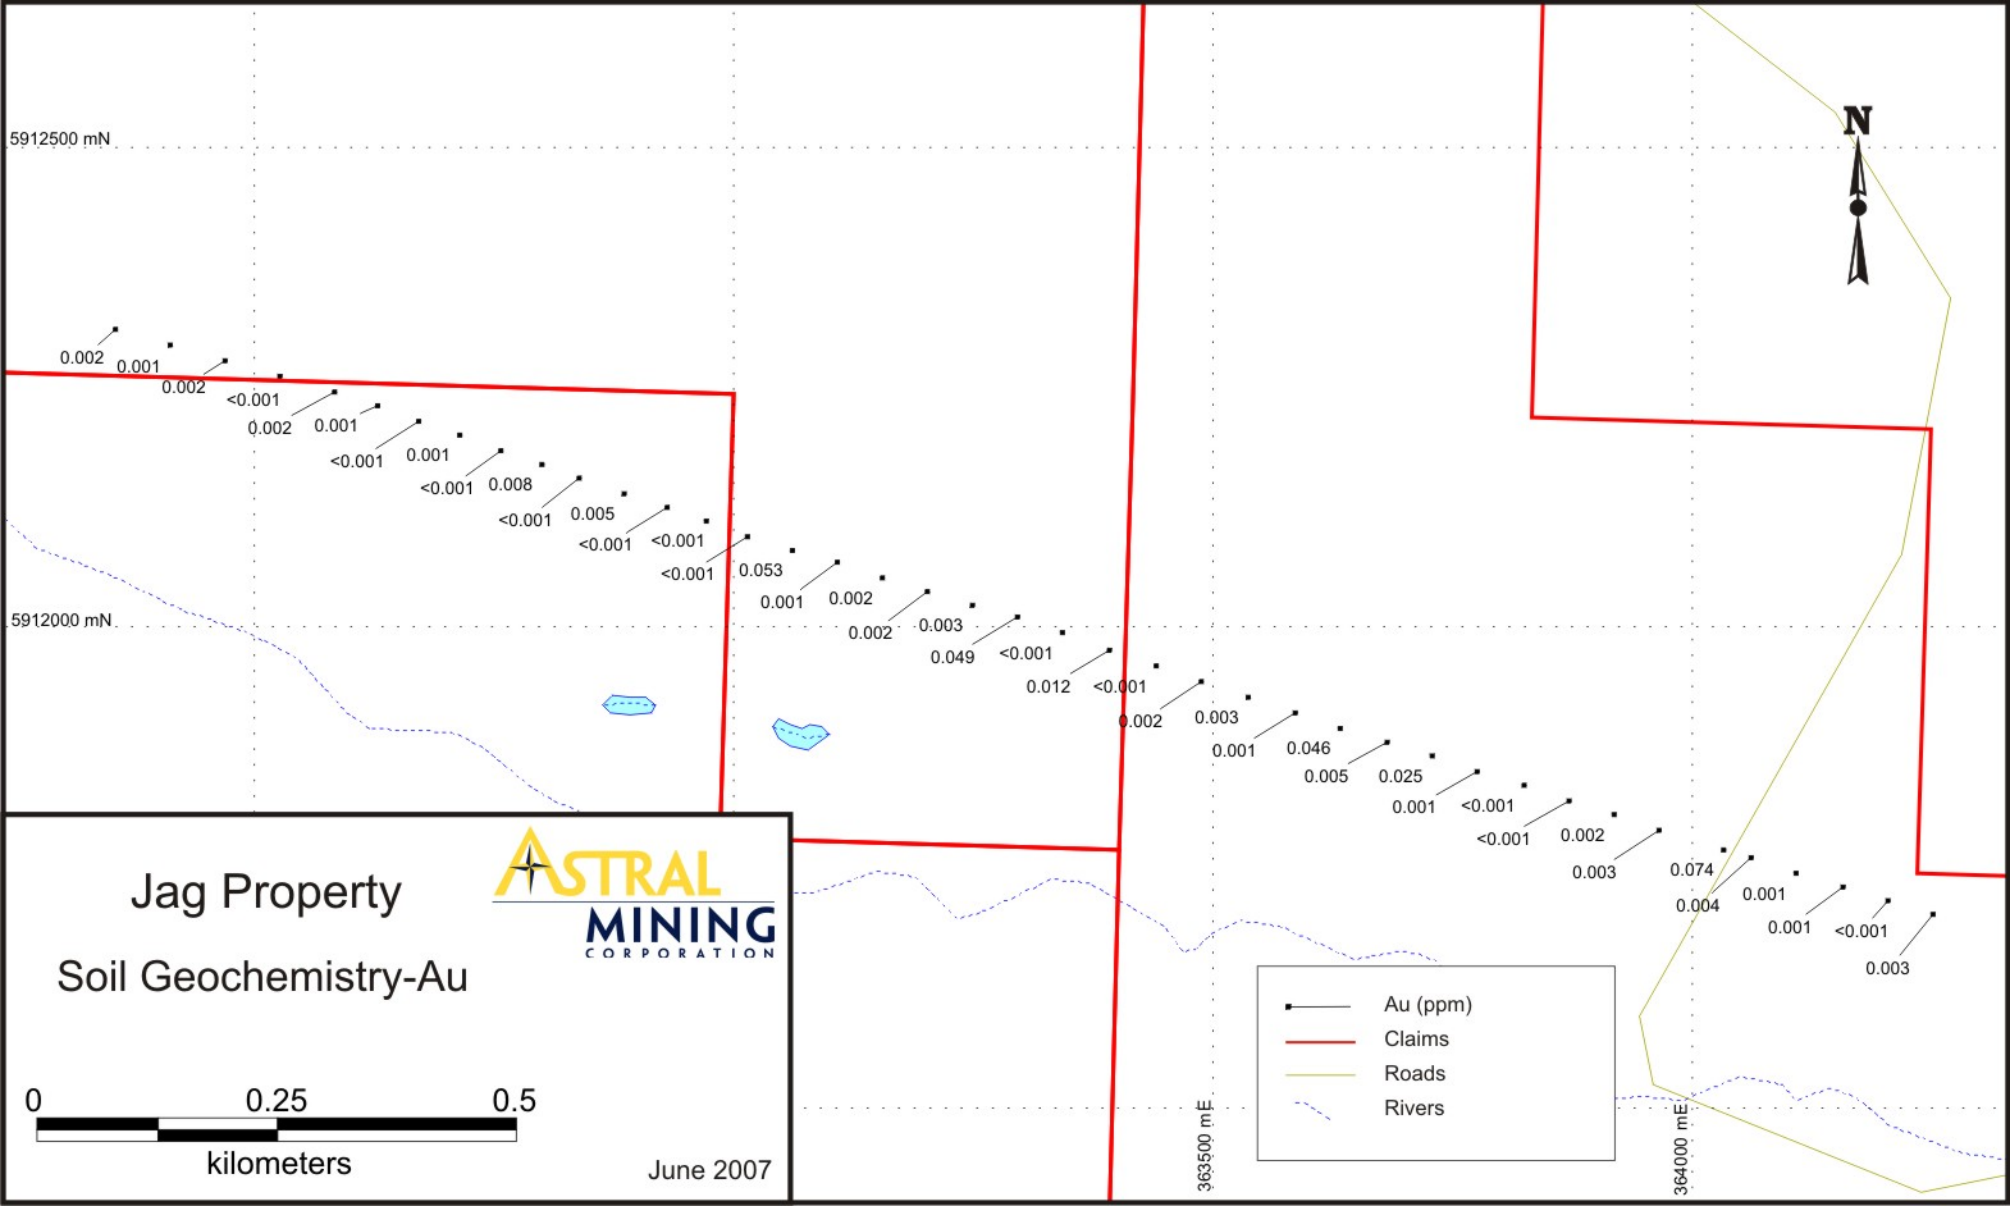 N
5912500 mN
0.002
0.001
0.002
<0.001
0.002
0.001
<0.001
0.001
<0.001
0.008
<0.001
0.005
<0.001
<0.001
<0.001
0.053
0.001
0.002
5912000 mN
0.002
0.003
0.049
<0.001
0.012
<0.001
0.002
0.003
0.001
0.046
0.005
0.025
0.001
<0.001
<0.001
0.002
0.003
0.074
0.004
0.001
0.001
<0.001
0.003
Jag Property
Soil Geochemistry-Au
ASTRAL
MINING
CORPORATION
0 0.25 0.5
kilometers
June 2007
Au (ppm)
Claims
Roads
Rivers
363500 mE
364000 mE